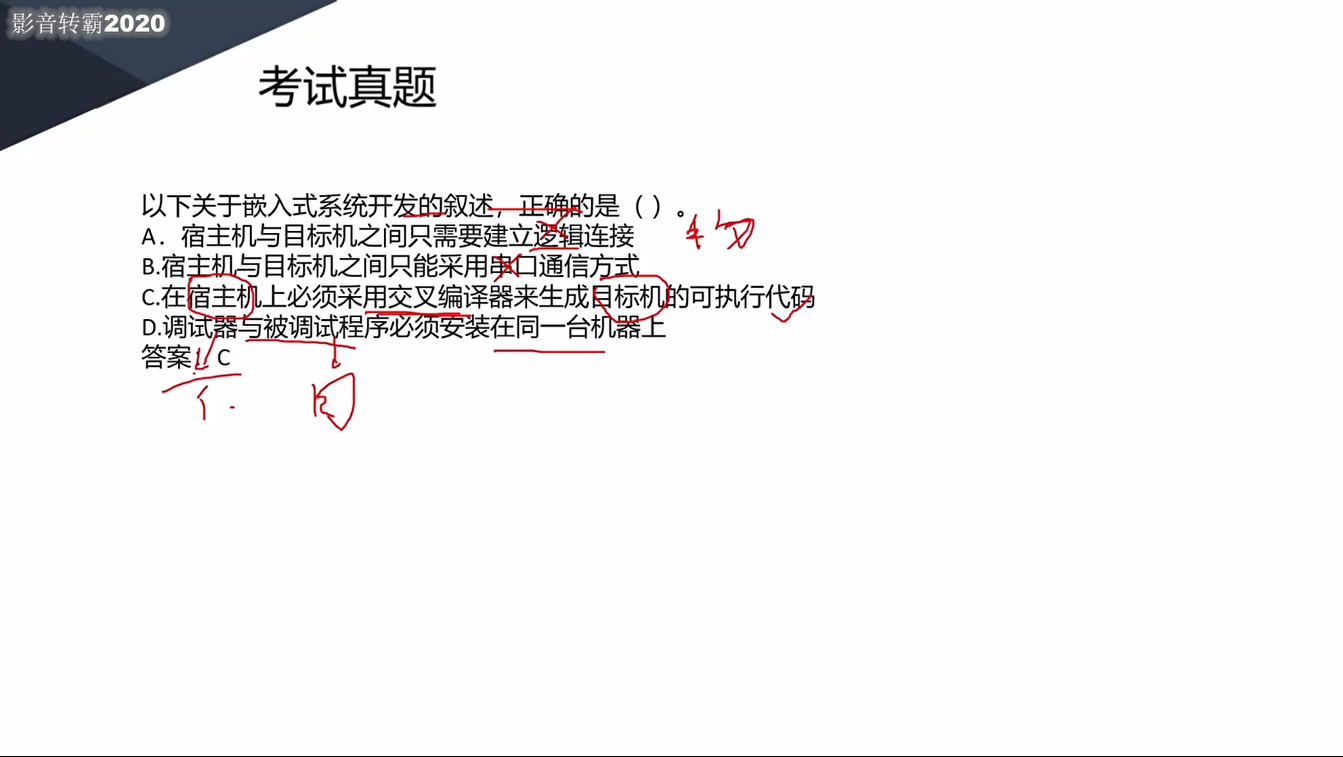 影音转霸2020
考试真题
以下关于嵌入式系统开发的叙述，正确的是（ ）。
A．宿主机与目标机之间只需要建立逻辑连接
B.宿主机与目标机之间只能采用串口通信方式
C.在宿主机上必须采用交叉编译器来生成目标机的可执行代码
D.调试器与被调试程序必须安装在同一台机器上
答案：C